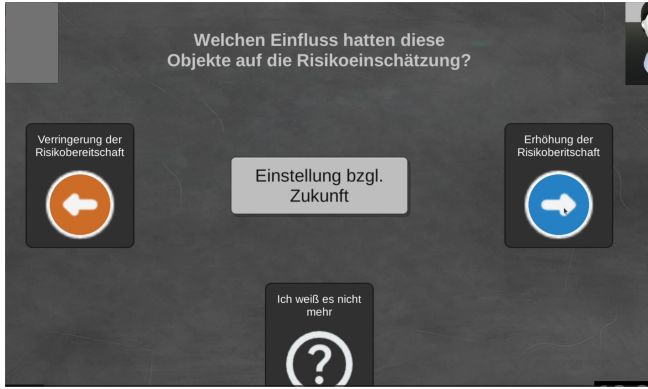 Welchen Einfluss hatten diese
Objekte auf die Risikoeinschätzung?
Verringerung der
Risikobereitschaft
Einstellung bzgl.
Zukunft
Erhöhung der
Risikoberitschaft
Ich weiß es nicht
mehr
?